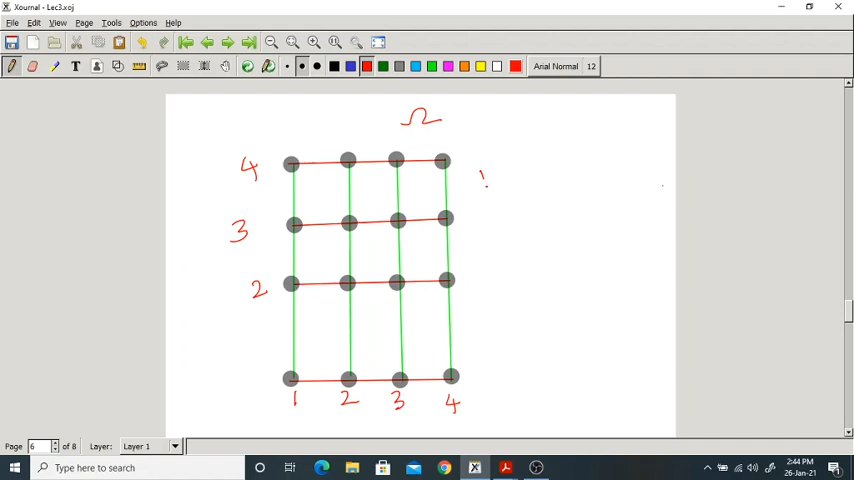 Xournal - Lec3.xoj
File Edit View Page Tools Options Help
T Arial Normal 12
Ω
4
3
2
1 2 3 4
Page 6 of 8 Layer: Layer 1
Type here to search
2:44 PM
26-Jan-21